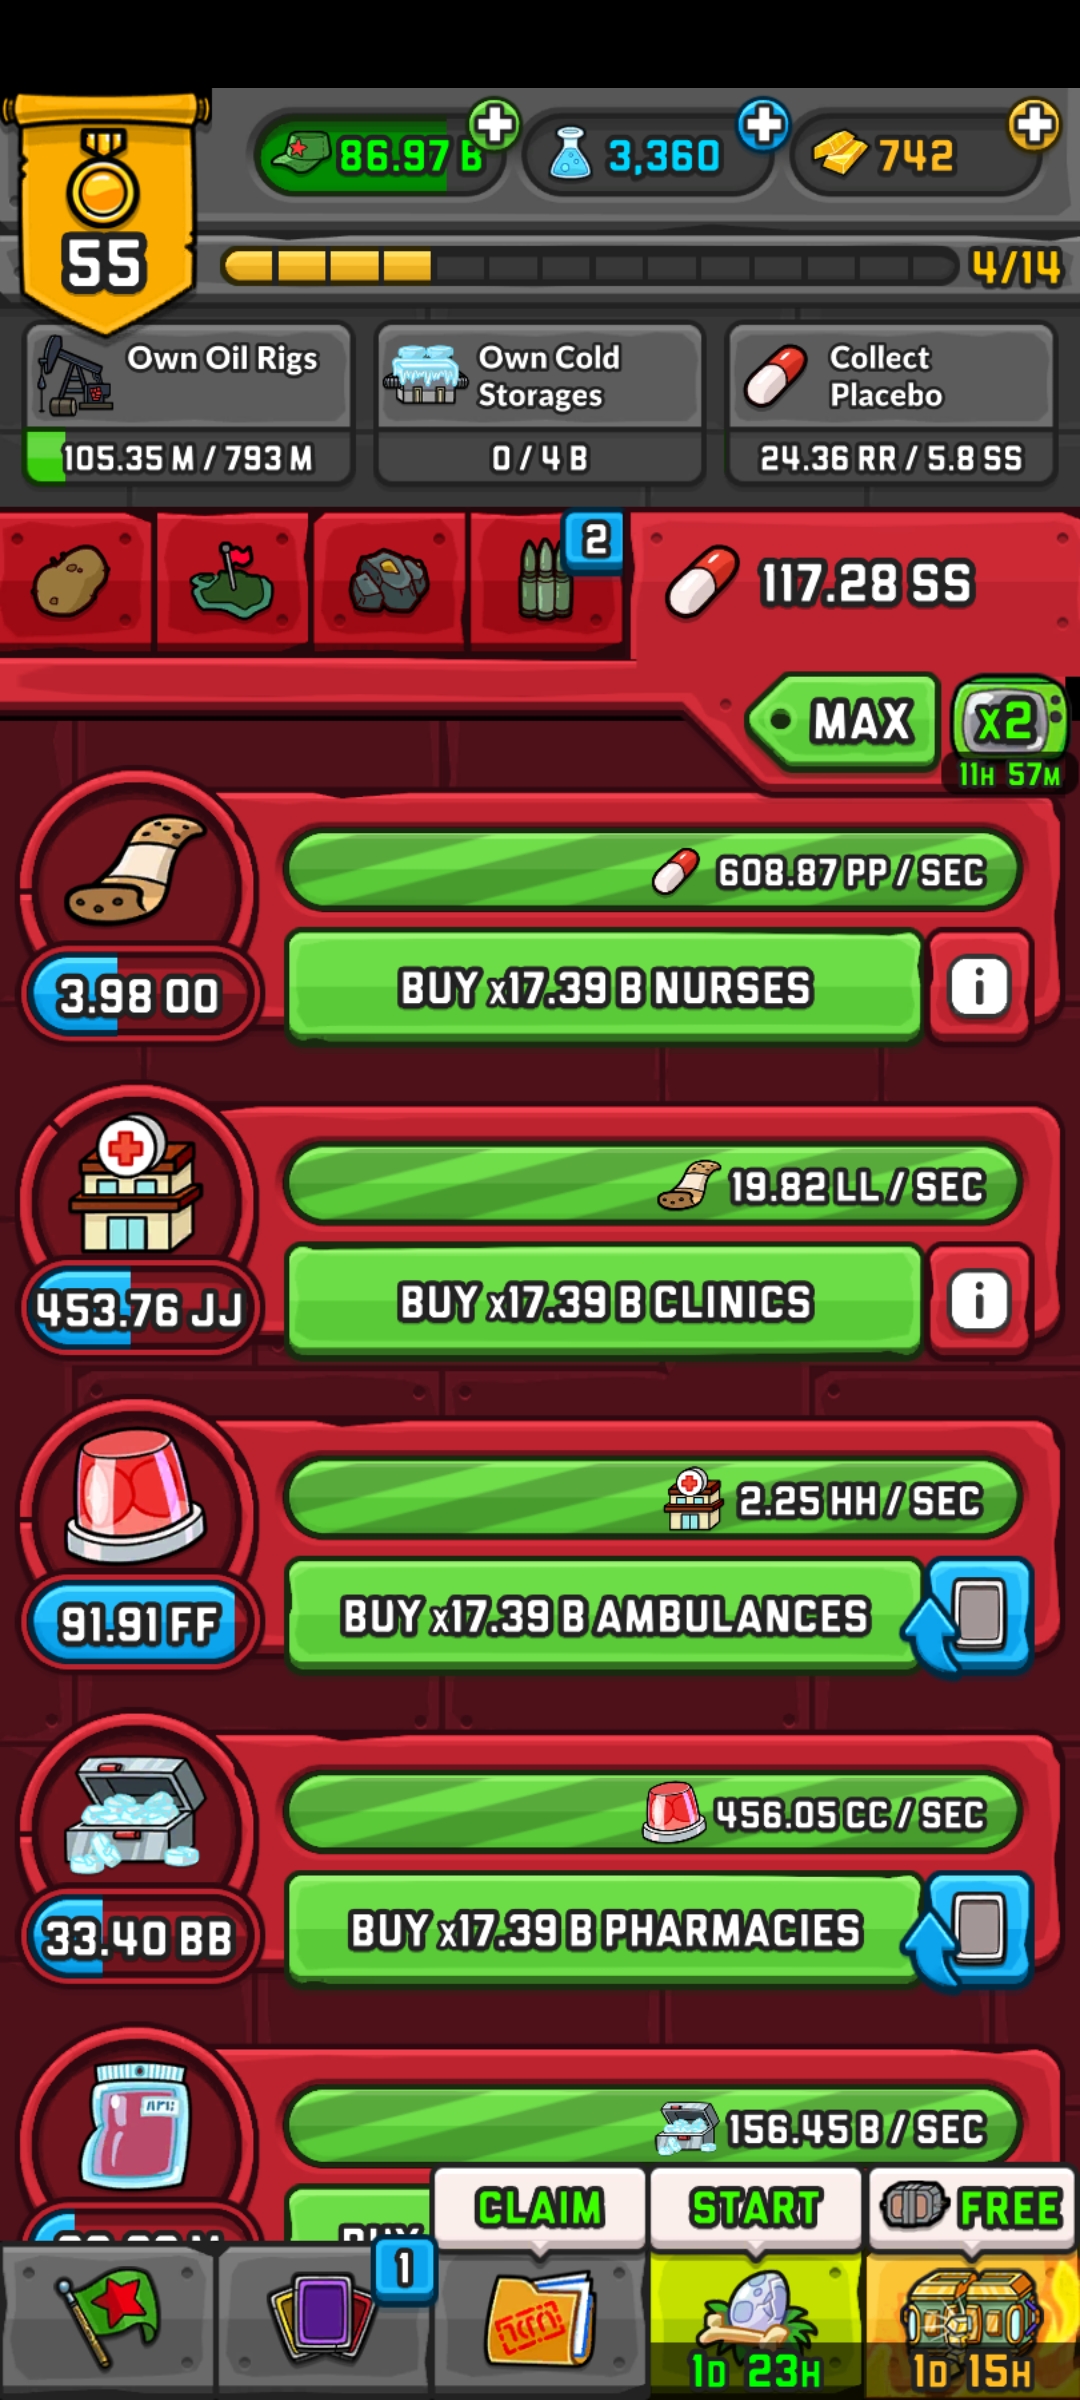 86.97 B
3,360
742
55
4/14
Own Oil Rigs
105.35 M / 793 M
Own Cold
Storages
0 / 4 B
Collect
Placebo
24.36 RR / 5.8 SS
2
117.28 SS
MAX
x2
11H 57M
608.87 PP / SEC
3.98 OO
BUY x17.39 B NURSES
i
19.82 LL / SEC
453.76 JJ
BUY x17.39 B CLINICS
i
2.25 HH / SEC
91.91 FF
BUY x17.39 B AMBULANCES
456.05 CC / SEC
33.40 BB
BUY x17.39 B PHARMACIES
156.45 B / SEC
BUY
CLAIM
START
FREE
1
1D 23H
1D 15H